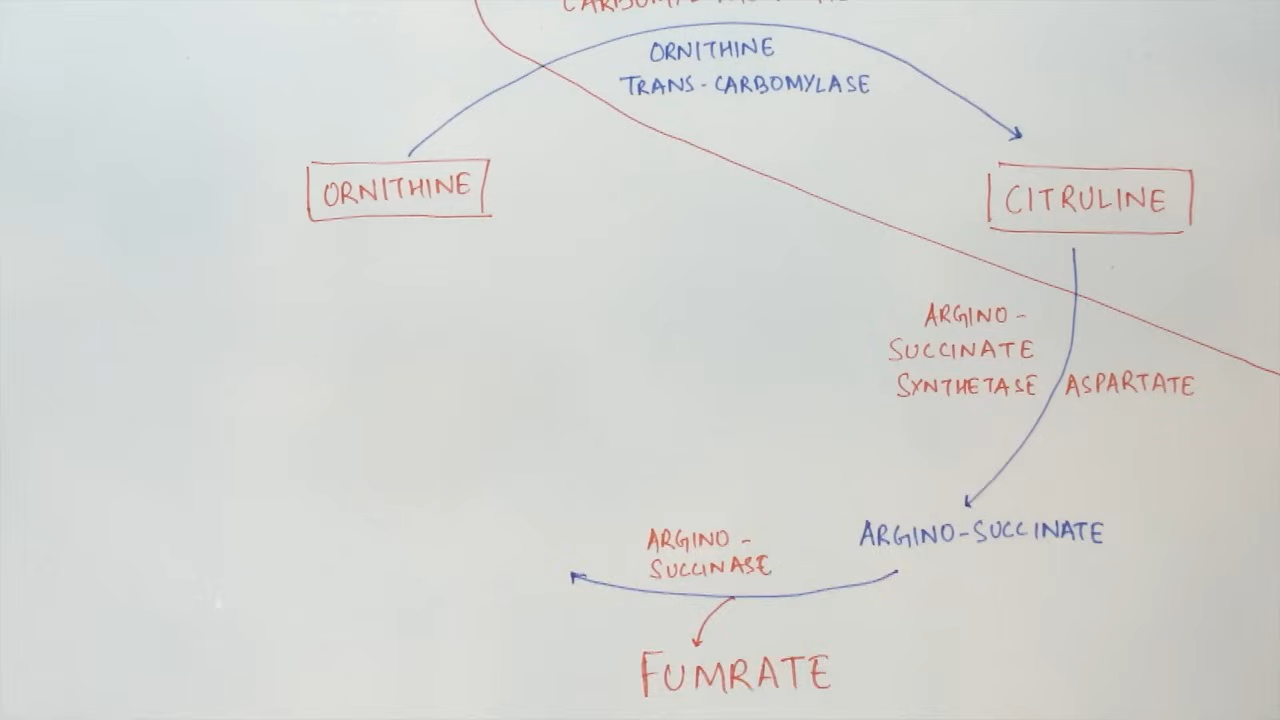 ORNITHINE
TRANS-CARBOMYLASE
ORNITHINE
CITRULINE
ARGINO-
SUCCINATE
SYNTHETASE
ASPARTATE
ARGINO-SUCCINATE
ARGINO-
SUCCINASE
FUMRATE